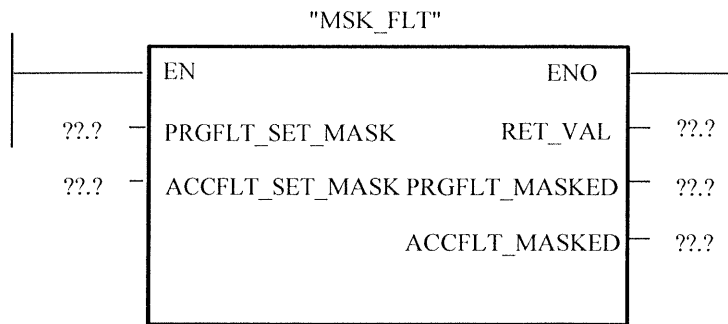 "MSK_FLT"
EN ENO
??.? PRGFLT_SET_MASK RET_VAL ??.?
??.? ACCFLT_SET_MASK PRGFLT_MASKED ??.?
ACCFLT_MASKED ??.?